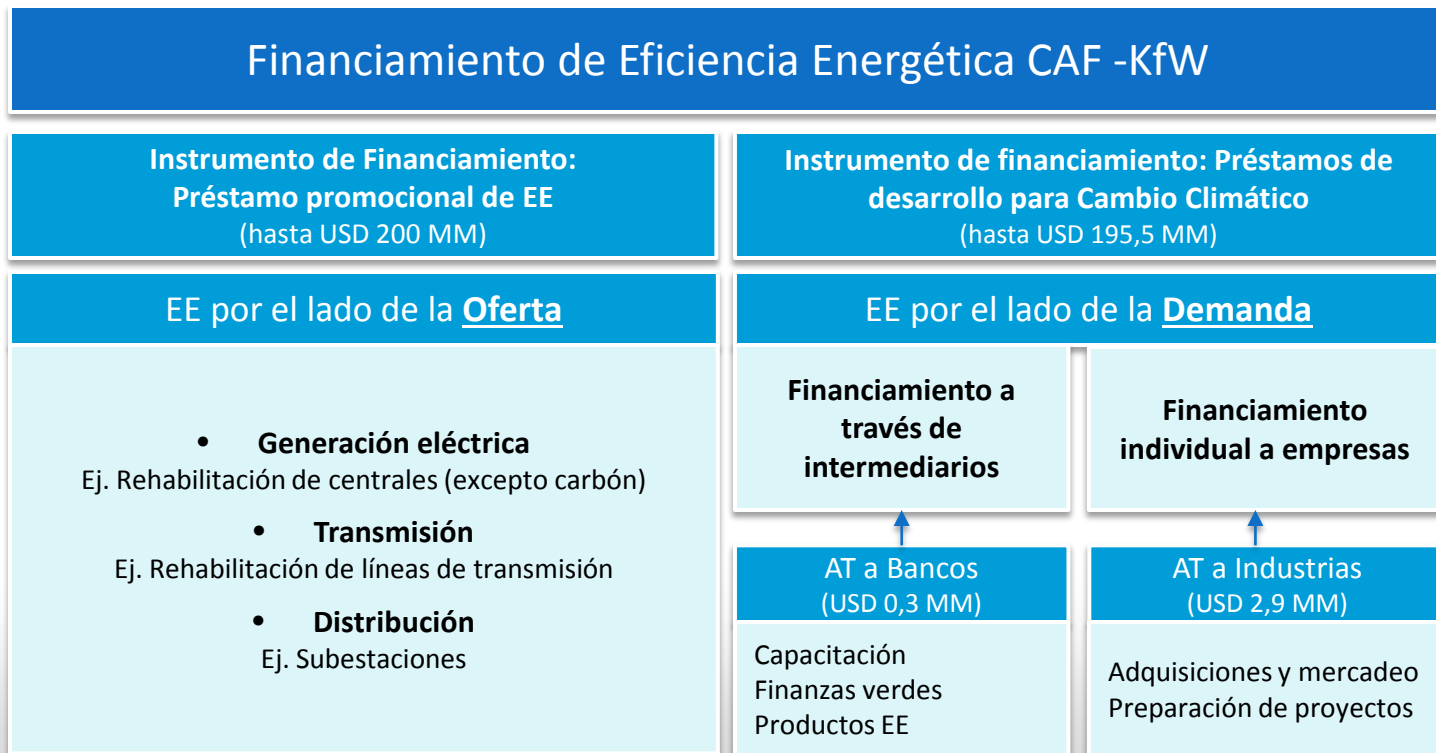 Financiamiento de Eficiencia Energética CAF -KfW
Instrumento de Financiamiento:
Préstamo promocional de EE
(hasta USD 200 MM)
Instrumento de financiamiento: Préstamos de
desarrollo para Cambio Climático
(hasta USD 195,5 MM)
EE por el lado de la Oferta
• Generación eléctrica
Ej. Rehabilitación de centrales (excepto carbón)
• Transmisión
Ej. Rehabilitación de líneas de transmisión
• Distribución
Ej. Subestaciones
EE por el lado de la Demanda
Financiamiento a
través de
intermediarios
AT a Bancos
(USD 0,3 MM)
Capacitación
Finanzas verdes
Productos EE
Financiamiento
individual a empresas
AT a Industrias
(USD 2,9 MM)
Adquisiciones y mercadeo
Preparación de proyectos